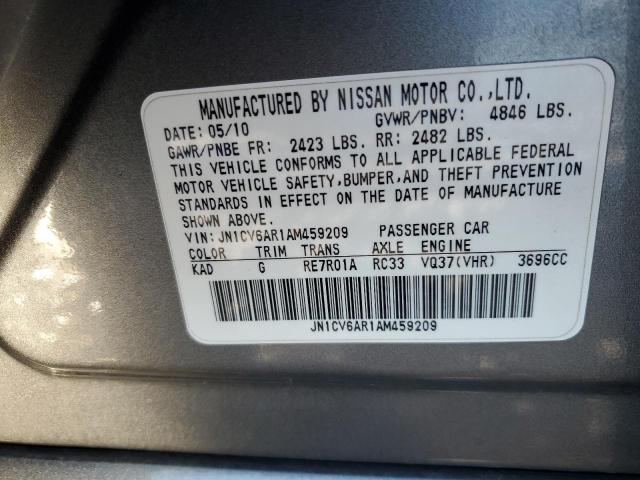 MANUFACTURED BY NISSAN MOTOR CO.,LTD.
DATE: 05/10 GVWR/PNBV: 4846 LBS.
GAWR/PNBE FR: 2423 LBS. RR: 2482 LBS.
THIS VEHICLE CONFORMS TO ALL APPLICABLE FEDERAL
MOTOR VEHICLE SAFETY, BUMPER, AND THEFT PREVENTION
STANDARDS IN EFFECT ON THE DATE OF MANUFACTURE
SHOWN ABOVE.
VIN: JN1CV6AR1AM459209 PASSENGER CAR
COLOR TRIM TRANS AXLE ENGINE
KAD G RE7R01A RC33 VQ37(VHR) 3696CC
JN1CV6AR1AM459209